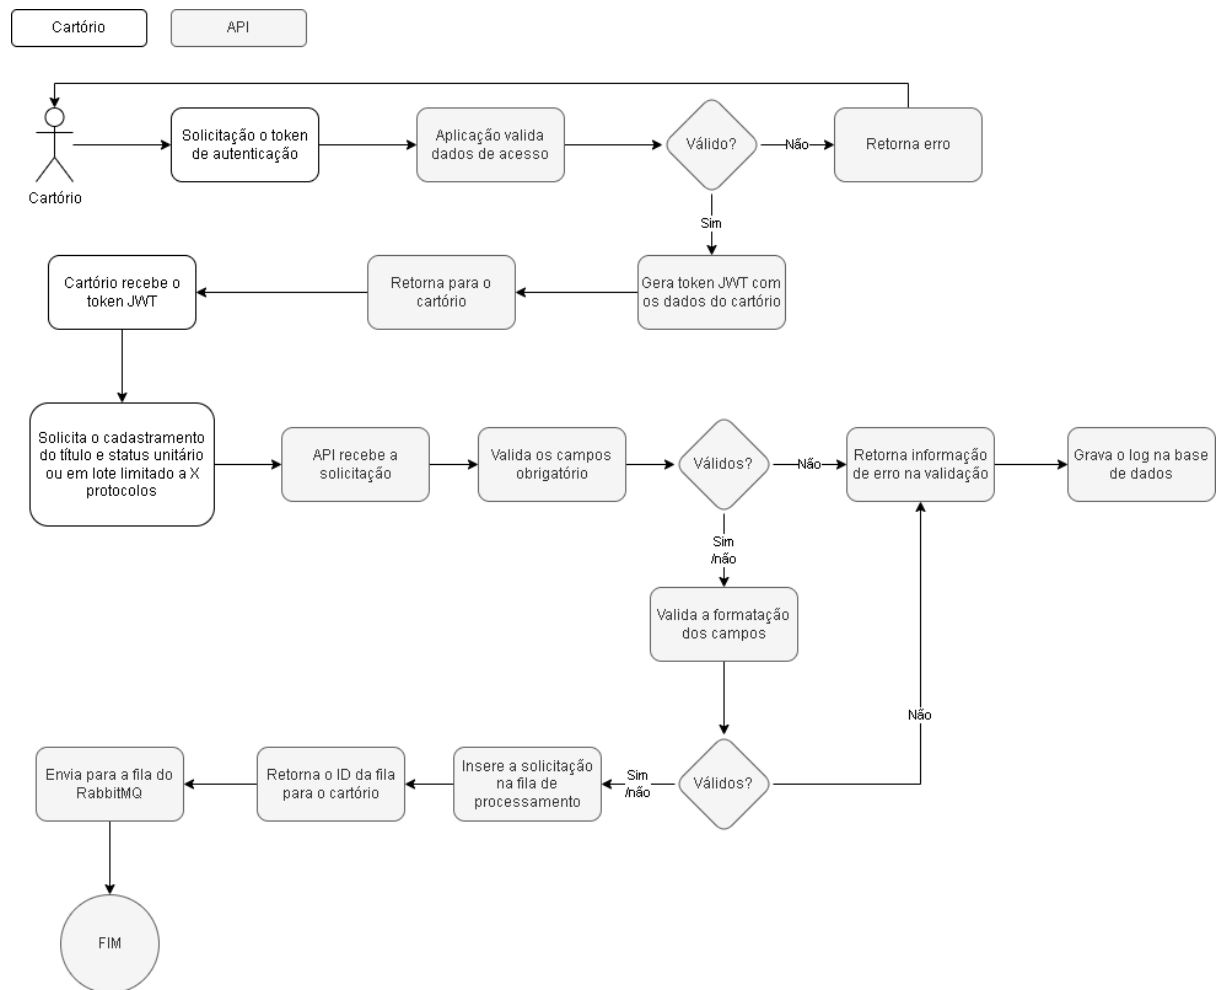 Cartório
API
Solicitação o token
de autenticação
Aplicação valida
dados de acesso
Válido?
Não
Retorna erro
Cartório
Sim
Cartório recebe o
token JWT
Retorna para o
cartório
Gera token JWT com
os dados do cartório
Solicita o cadastramento
do título e status unitário
ou em lote limitado a X
protocolos
API recebe a
solicitação
Valida os campos
obrigatório
Válidos?
Não
Retorna informação
de erro na validação
Grava o log na base
de dados
Sim
/não
Valida a formatação
dos campos
Não
Envia para a fila do
RabbitMQ
Retorna o ID da fila
para o cartório
Insere a solicitação
na fila de
processamento
Sim
/não
Válidos?
FIM